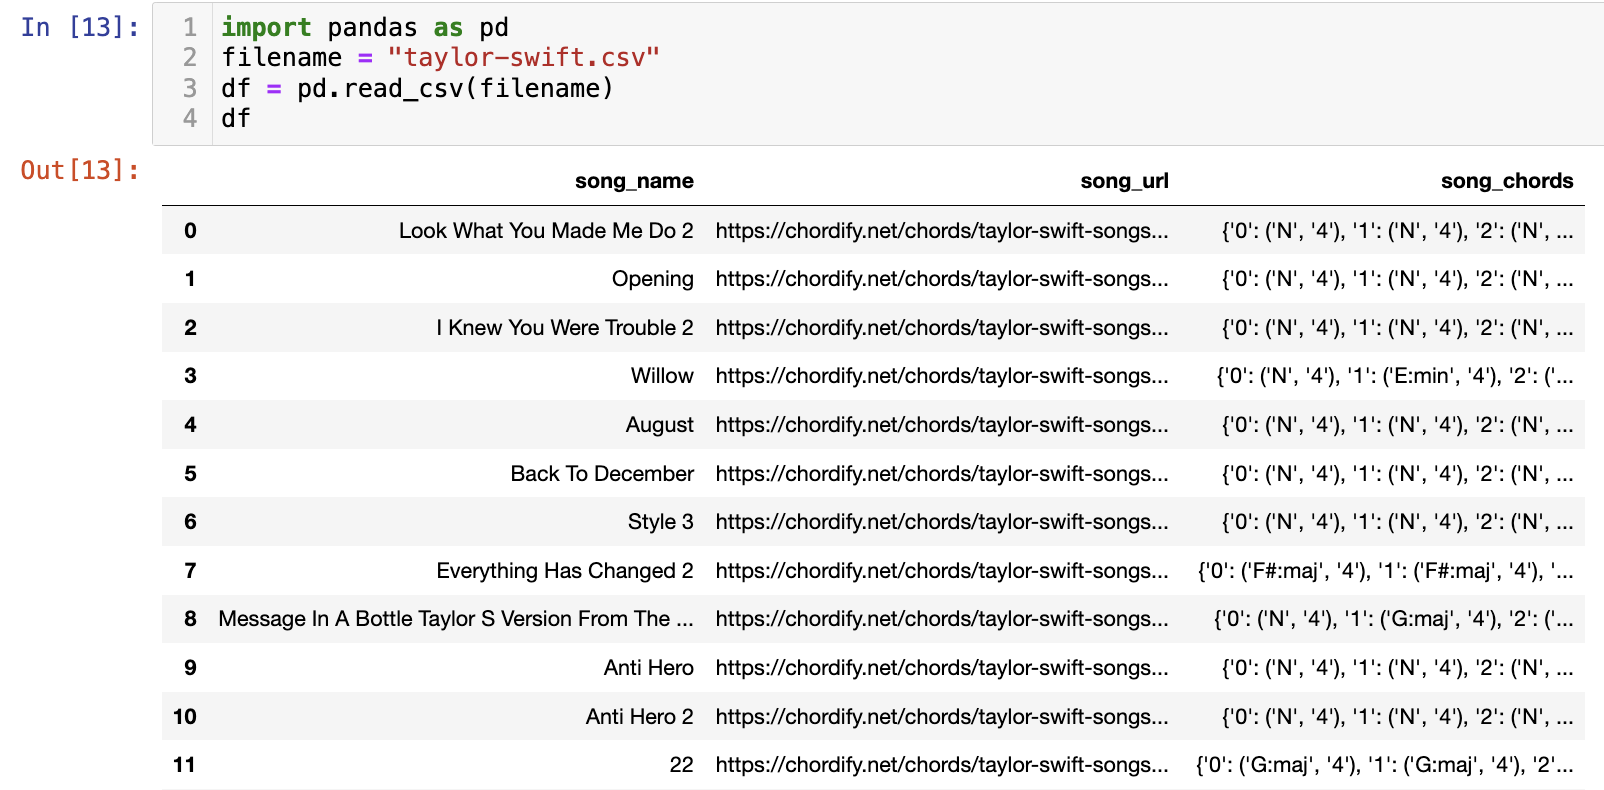 In [13]:
1 import pandas as pd
2 filename = "taylor-swift.csv"
3 df = pd.read_csv(filename)
4 df
Out[13]:
song_name song_url song_chords
0 Look What You Made Me Do 2 https://chordify.net/chords/taylor-swift-songs... {'0': ('N', '4'), '1': ('N', '4'), '2': ('N', ...
1 Opening https://chordify.net/chords/taylor-swift-songs... {'0': ('N', '4'), '1': ('N', '4'), '2': ('N', ...
2 I Knew You Were Trouble 2 https://chordify.net/chords/taylor-swift-songs... {'0': ('N', '4'), '1': ('N', '4'), '2': ('N', ...
3 Willow https://chordify.net/chords/taylor-swift-songs... {'0': ('N', '4'), '1': ('E:min', '4'), '2': ('...
4 August https://chordify.net/chords/taylor-swift-songs... {'0': ('N', '4'), '1': ('N', '4'), '2': ('N', ...
5 Back To December https://chordify.net/chords/taylor-swift-songs... {'0': ('N', '4'), '1': ('N', '4'), '2': ('N', ...
6 Style 3 https://chordify.net/chords/taylor-swift-songs... {'0': ('N', '4'), '1': ('N', '4'), '2': ('N', ...
7 Everything Has Changed 2 https://chordify.net/chords/taylor-swift-songs... {'0': ('F#:maj', '4'), '1': ('F#:maj', '4'), '...
8 Message In A Bottle Taylor S Version From The ... https://chordify.net/chords/taylor-swift-songs... {'0': ('N', '4'), '1': ('G:maj', '4'), '2': ('...
9 Anti Hero https://chordify.net/chords/taylor-swift-songs... {'0': ('N', '4'), '1': ('N', '4'), '2': ('N', ...
10 Anti Hero 2 https://chordify.net/chords/taylor-swift-songs... {'0': ('N', '4'), '1': ('N', '4'), '2': ('N', ...
11 22 https://chordify.net/chords/taylor-swift-songs... {'0': ('G:maj', '4'), '1': ('G:maj', '4'), '2'...